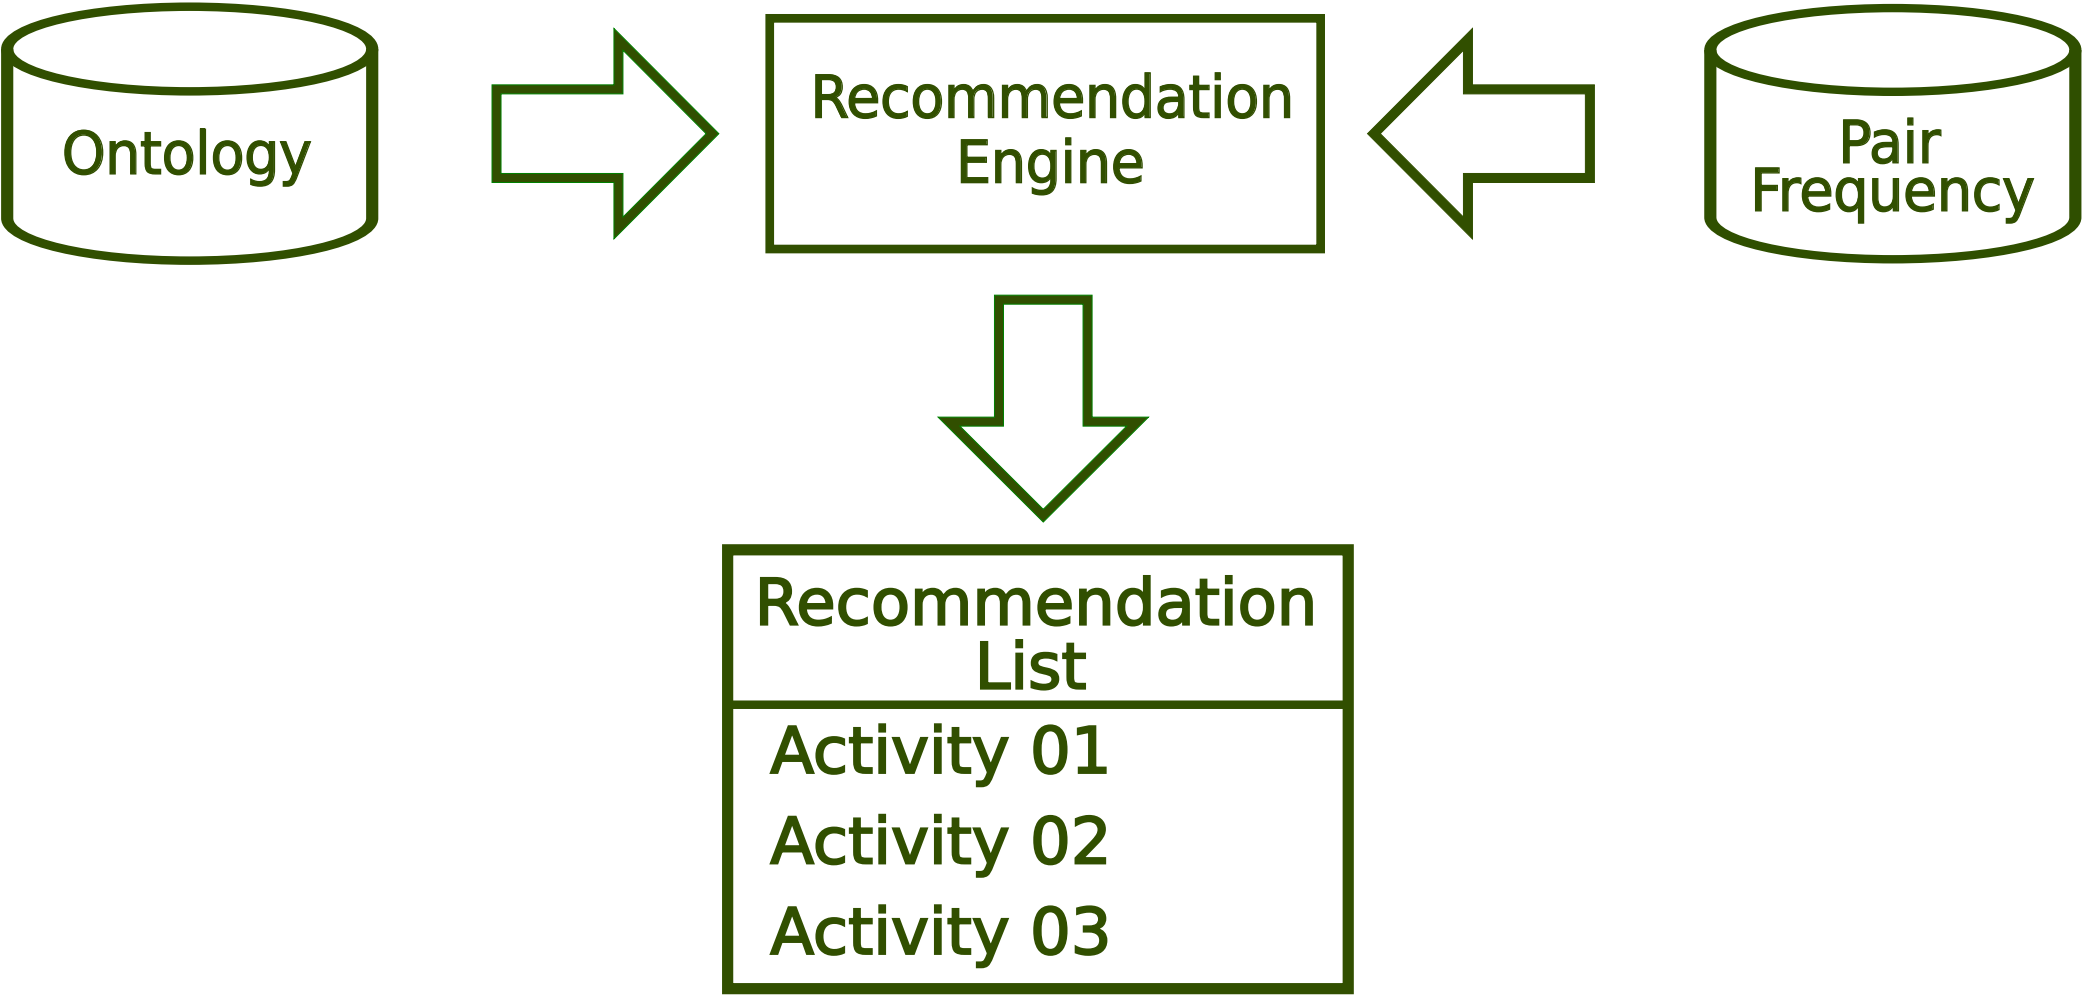 Ontology
Recommendation
Engine
Pair
Frequency
Recommendation
List
Activity 01
Activity 02
Activity 03